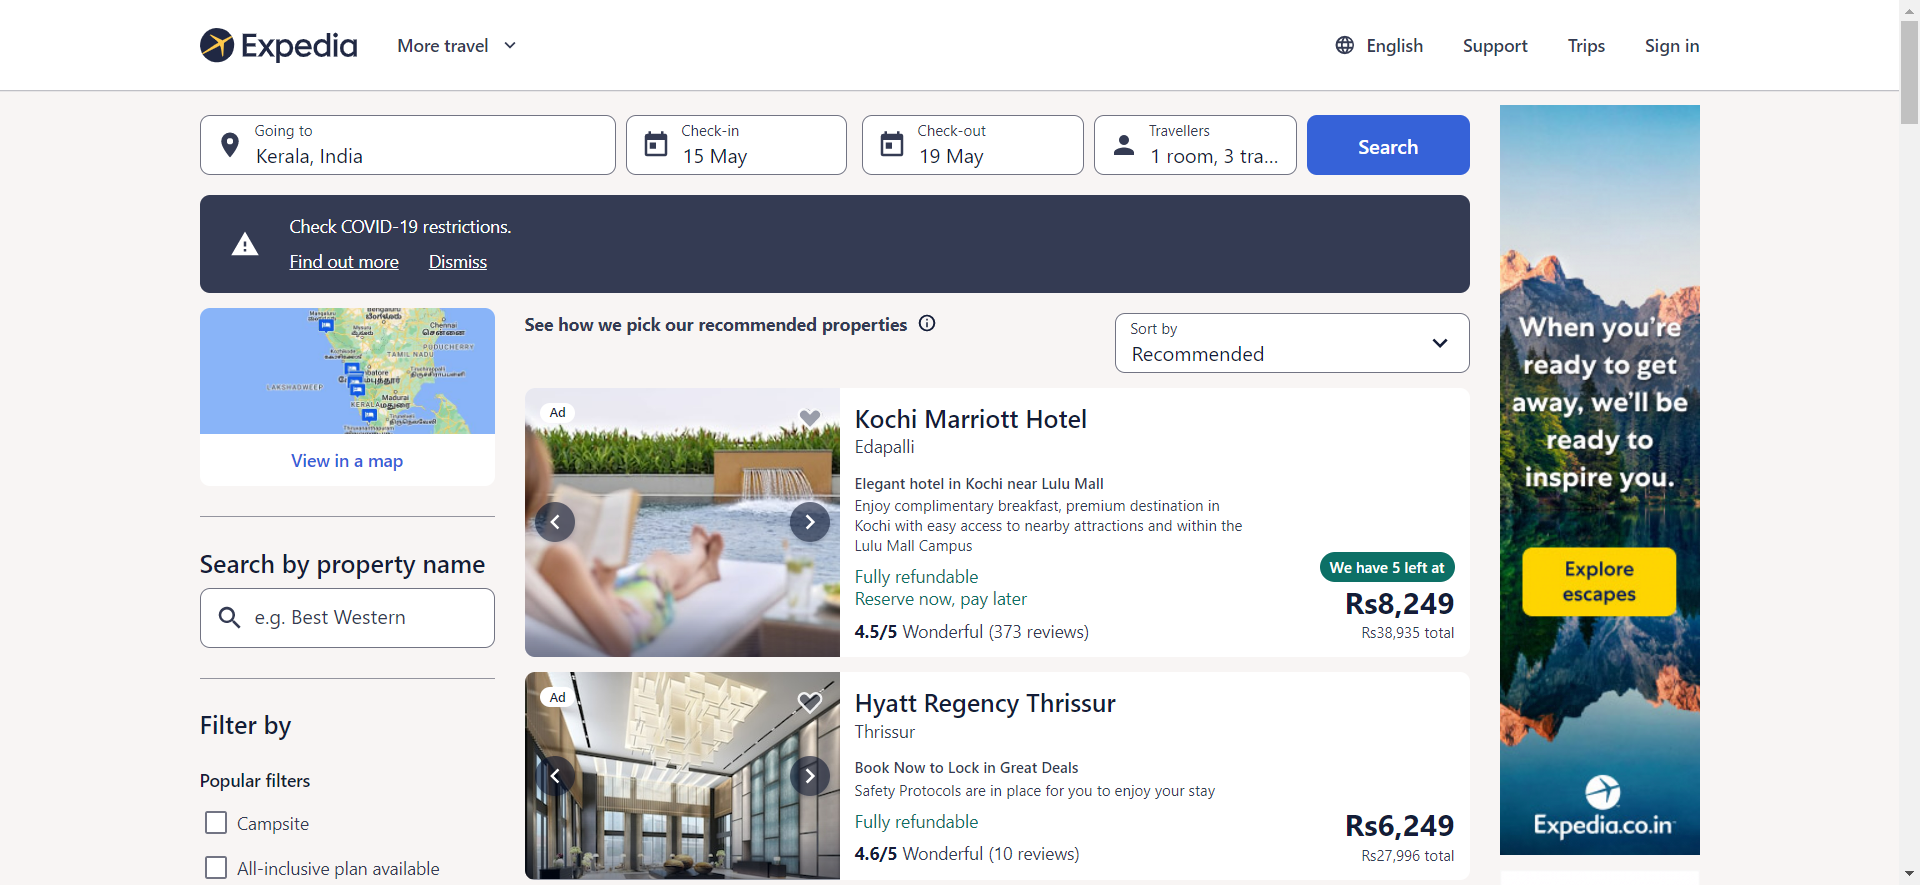 Expedia
More travel
English
Support
Trips
Sign in
Going to
Kerala, India
Check-in
15 May
Check-out
19 May
Travellers
1 room, 3 tra...
Search
Check COVID-19 restrictions.
Find out more
Dismiss
Chennai
PUDUCHERRY
TAMIL NADU
LAKSHADWEEP
Madurai
KERALA
View in a map
Search by property name
e.g. Best Western
Filter by
Popular filters
Campsite
All-inclusive plan available
See how we pick our recommended properties
Sort by
Recommended
Ad
Kochi Marriott Hotel
Edapalli
Elegant hotel in Kochi near Lulu Mall
Enjoy complimentary breakfast, premium destination in
Kochi with easy access to nearby attractions and within the
Lulu Mall Campus
Fully refundable
Reserve now, pay later
4.5/5 Wonderful (373 reviews)
We have 5 left at
Rs8,249
Rs38,935 total
Ad
Hyatt Regency Thrissur
Thrissur
Book Now to Lock in Great Deals
Safety Protocols are in place for you to enjoy your stay
Fully refundable
4.6/5 Wonderful (10 reviews)
Rs6,249
Rs27,996 total
When you're
ready to get
away, we'll be
ready to
inspire you.
Explore
escapes
Expedia.co.in